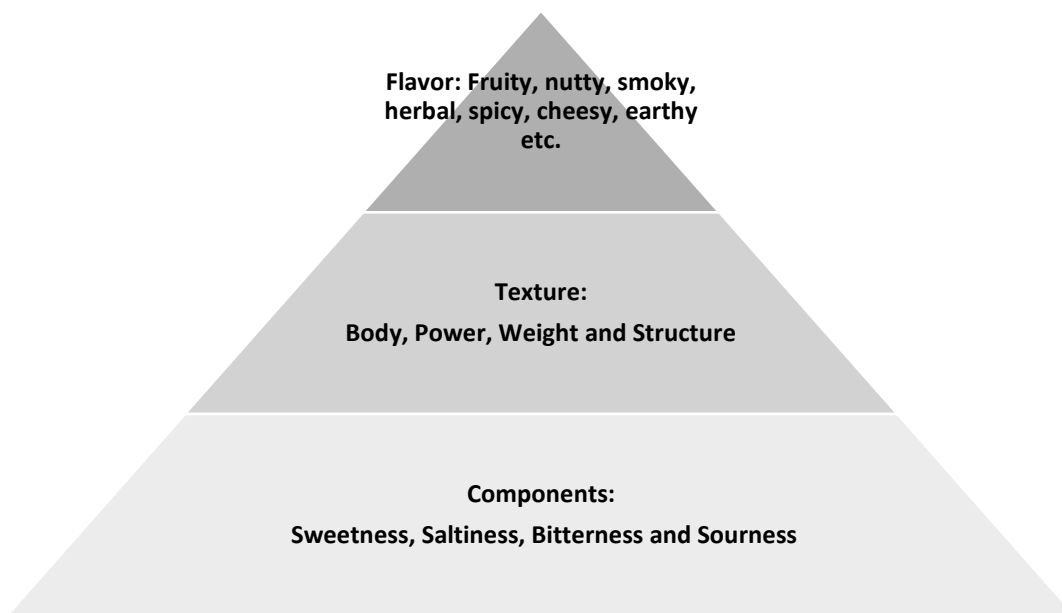 Flavor: Fruity, nutty, smoky,
herbal, spicy, cheesy, earthy
etc.
Texture:
Body, Power, Weight and Structure
Components:
Sweetness, Saltiness, Bitterness and Sourness